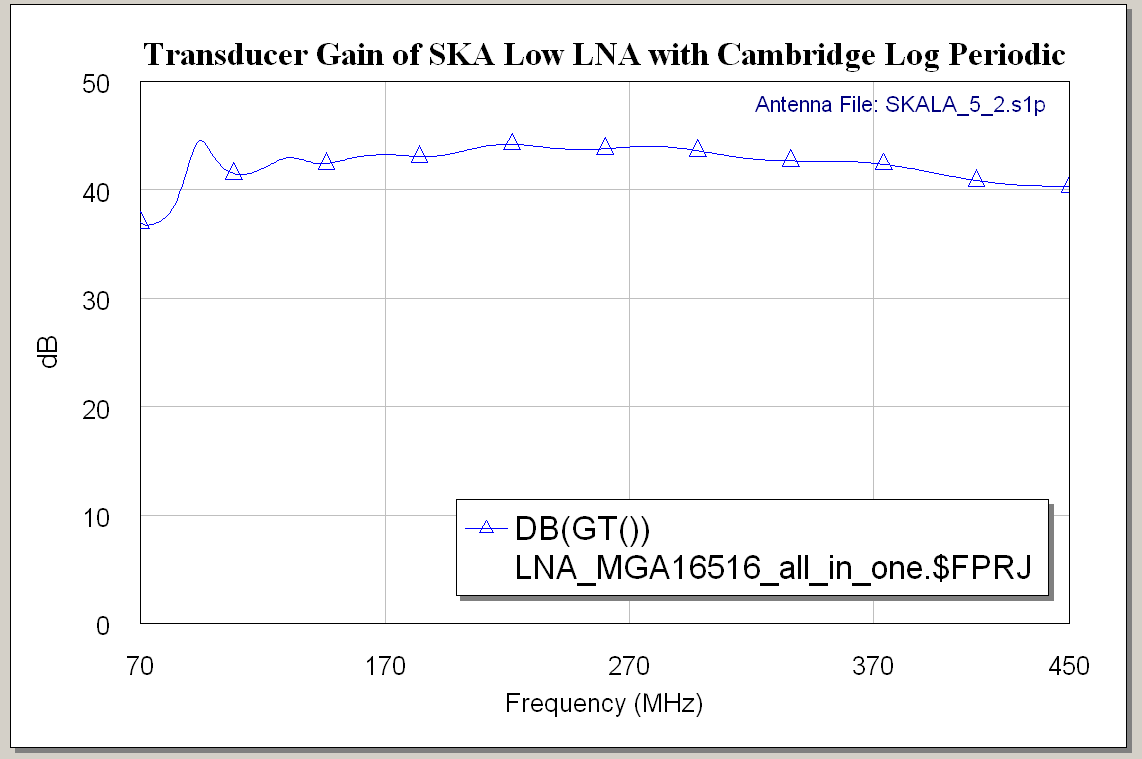 Transducer Gain of SKA Low LNA with Cambridge Log Periodic
Antenna File: SKALA_5_2.s1p
50
40
30
20
10
0
dB
70 170 270 370 450
Frequency (MHz)
DB(GT())
LNA_MGA16516_all_in_one.$FPRJ